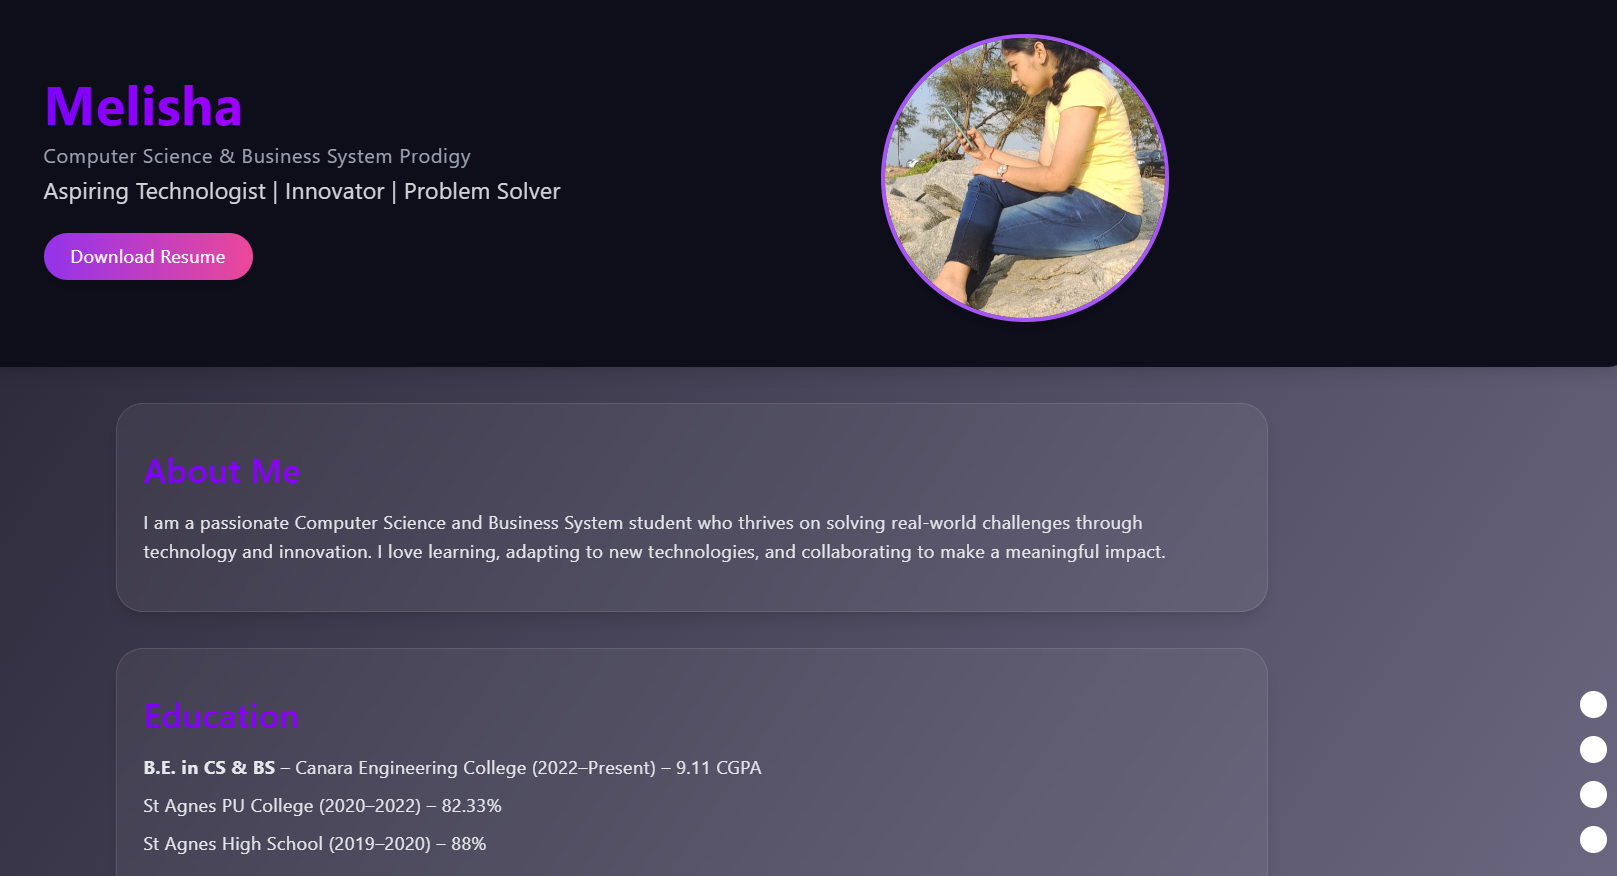 Melisha
Computer Science & Business System Prodigy
Aspiring Technologist | Innovator | Problem Solver
Download Resume
About Me
I am a passionate Computer Science and Business System student who thrives on solving real-world challenges through
technology and innovation. I love learning, adapting to new technologies, and collaborating to make a meaningful impact.
Education
B.E. in CS & BS – Canara Engineering College (2022–Present) – 9.11 CGPA
St Agnes PU College (2020–2022) – 82.33%
St Agnes High School (2019–2020) – 88%